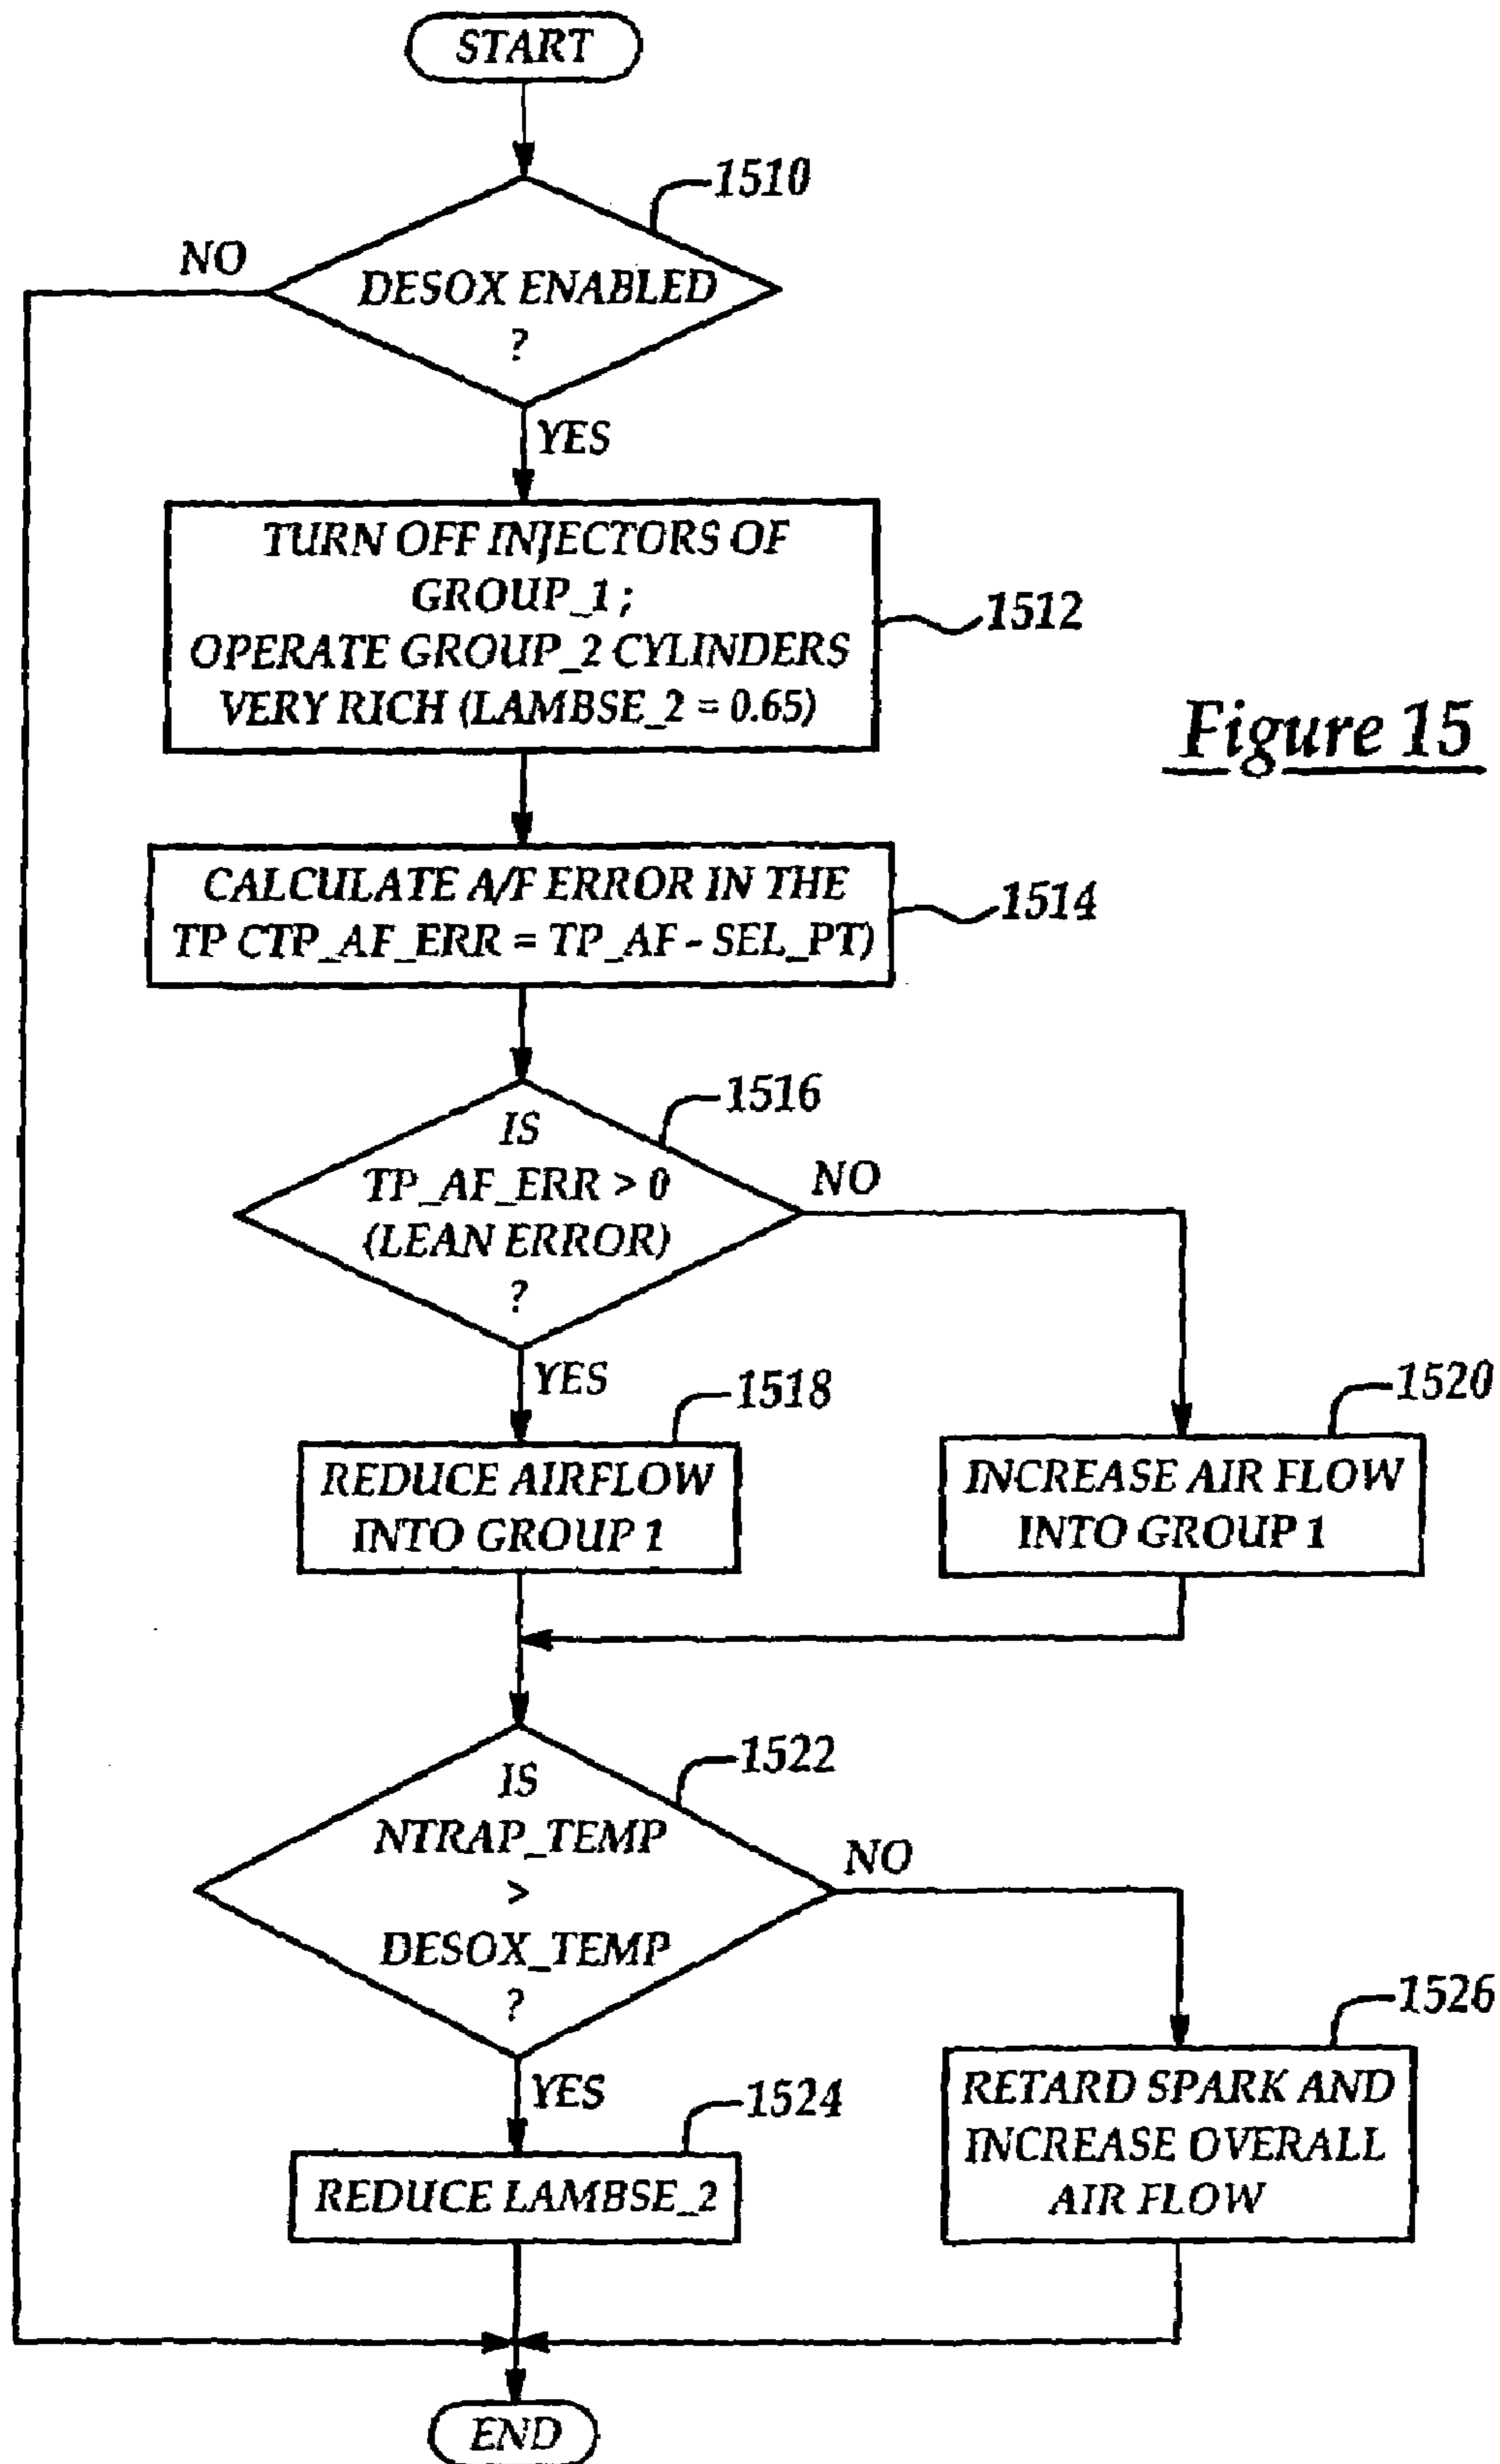 START
1510
NO
DESOX ENABLED
?
YES
TURN OFF INJECTORS OF
GROUP_1 ;
OPERATE GROUP_2 CYLINDERS
VERY RICH (LAMBSE_2 = 0.65)
1512
Figure 15
CALCULATE A/F ERROR IN THE
TP CTP_AF_ERR = TP_AF - SEL_PT)
1514
1516
IS
TP_AF_ERR > 0
(LEAN ERROR)
?
NO
YES
1518
1520
REDUCE AIRFLOW
INTO GROUP 1
INCREASE AIR FLOW
INTO GROUP 1
1522
IS
NTRAP_TEMP
>
DESOX_TEMP
?
NO
YES
1524
1526
REDUCE LAMBSE_2
RETARD SPARK AND
INCREASE OVERALL
AIR FLOW
END